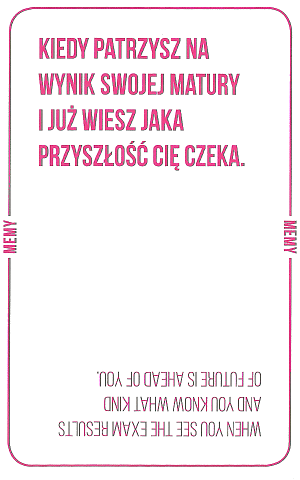 KIEDY PATRZYSZ NA
WYNIK SWOJEJ MATURY
I JUŻ WIESZ JAKA
PRZYSZŁOŚĆ CIĘ CZEKA.
MEMY
MEMY
WHEN YOU SEE THE EXAM RESULTS
AND YOU KNOW WHAT KIND
OF FUTURE IS AHEAD OF YOU.